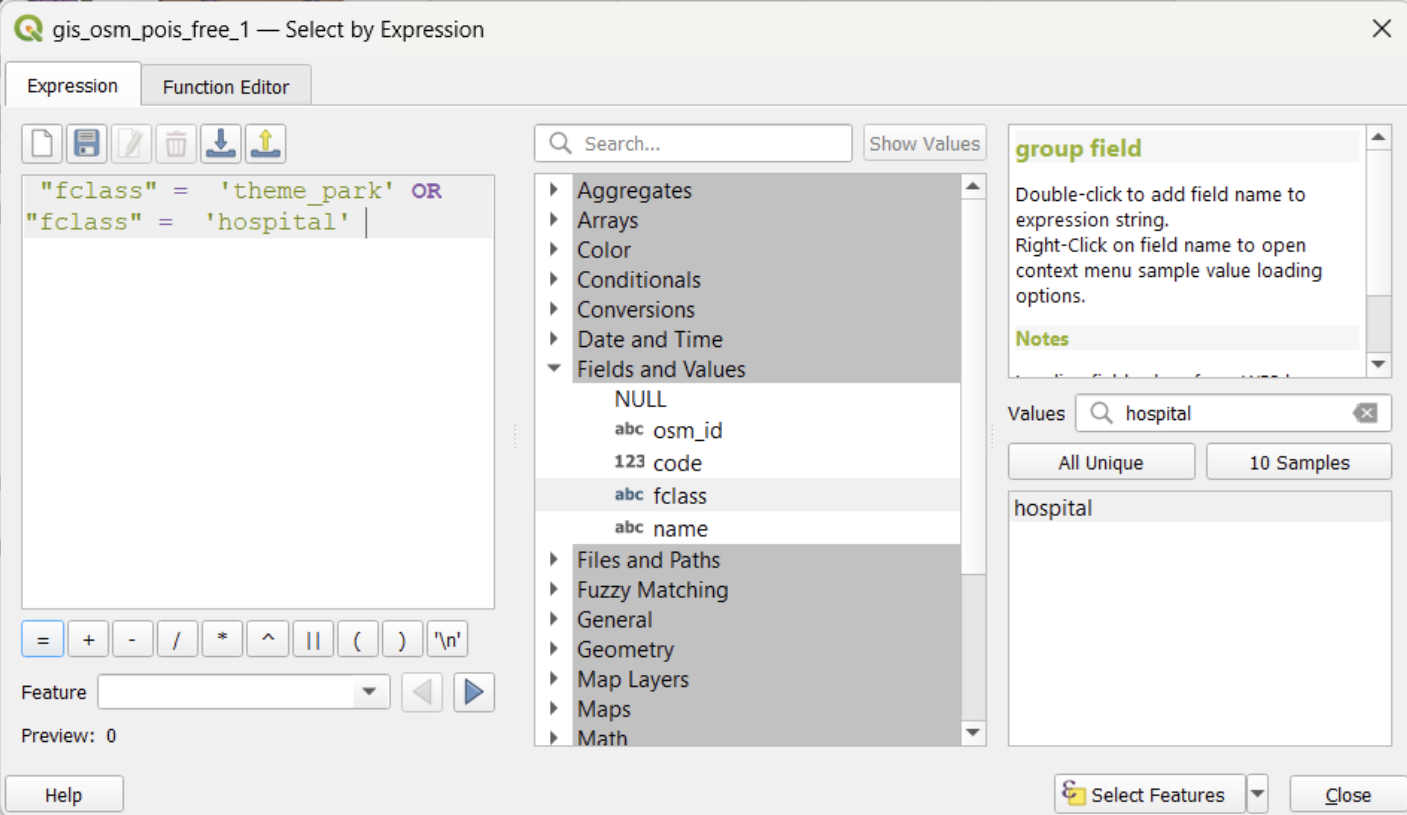 gis_osm_pois_free_1 — Select by Expression
Expression
Function Editor
"fclass" = 'theme_park' OR
"fclass" = 'hospital'
= + - / * ^ || ( ) '\n'
Feature
Preview: 0
Search...
Show Values
Aggregates
Arrays
Color
Conditionals
Conversions
Date and Time
Fields and Values
NULL
abc osm_id
123 code
abc fclass
abc name
Files and Paths
Fuzzy Matching
General
Geometry
Map Layers
Maps
Math
group field
Double-click to add field name to
expression string.
Right-Click on field name to open
context menu sample value loading
options.
Notes
Values
hospital
All Unique
10 Samples
hospital
Help
Select Features
Close